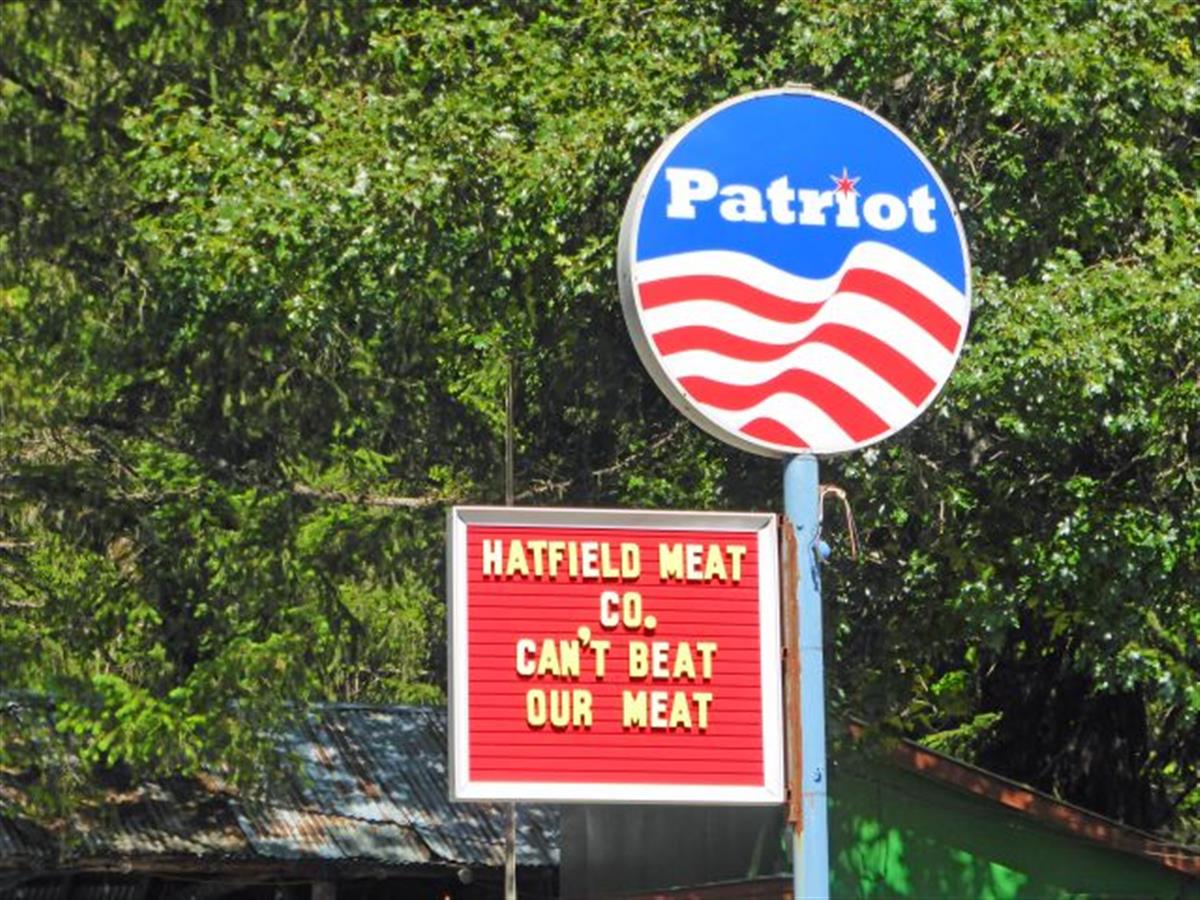 Patriot
HATFIELD MEAT
CO.
CAN'T BEAT
OUR MEAT